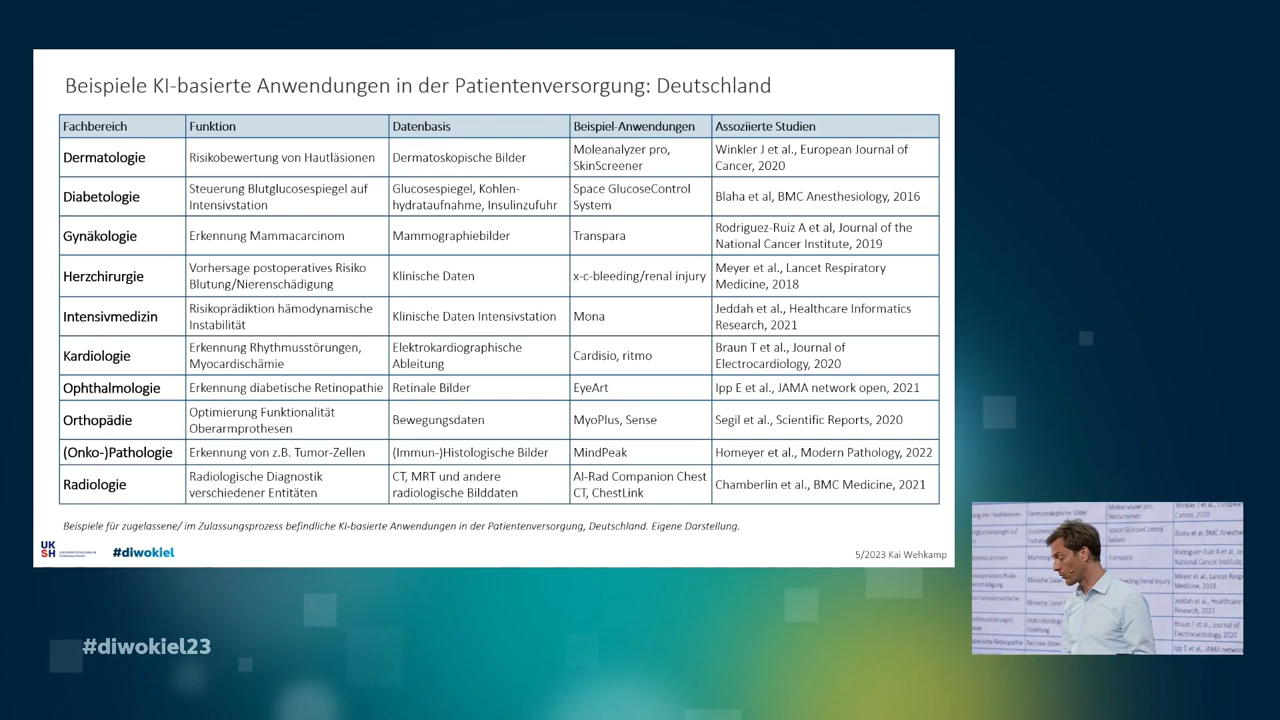 Beispiele KI-basierte Anwendungen in der Patientenversorgung: Deutschland
Fachbereich Funktion Datenbasis Beispiel-Anwendungen Assoziierte Studien
Dermatologie Risikobewertung von Hautläsionen Dermatoskopische Bilder Moleanalyzer pro, SkinScreener Winkler J et al., European Journal of Cancer, 2020
Diabetologie Steuerung Blutglucosespiegel auf Intensivstation Glucosespiegel, Kohlen-hydrataufnahme, Insulinzufuhr Space GlucoseControl System Blaha et al, BMC Anesthesiology, 2016
Gynäkologie Erkennung Mammacarcinom Mammographiebilder Transpara Rodriguez-Ruiz A et al, Journal of the National Cancer Institute, 2019
Herzchirurgie Vorhersage postoperatives Risiko Blutung/Nierenschädigung Klinische Daten x-c-bleeding/renal injury Meyer et al., Lancet Respiratory Medicine, 2018
Intensivmedizin Risikoprädiktion hämodynamische Instabilität Klinische Daten Intensivstation Mona Jeddah et al., Healthcare Informatics Research, 2021
Kardiologie Erkennung Rhythmusstörungen, Myocardischämie Elektrokardiographische Ableitung Cardisio, ritmo Braun T et al., Journal of Electrocardiology, 2020
Ophthalmologie Erkennung diabetische Retinopathie Retinale Bilder EyeArt Ipp E et al., JAMA network open, 2021
Orthopädie Optimierung Funktionalität Oberarmprothesen Bewegungsdaten MyoPlus, Sense Segil et al., Scientific Reports, 2020
(Onko-)Pathologie Erkennung von z.B. Tumor-Zellen (Immun-)Histologische Bilder MindPeak Homeyer et al., Modern Pathology, 2022
Radiologie Radiologische Diagnostik verschiedener Entitäten CT, MRT und andere radiologische Bilddaten AI-Rad Companion Chest CT, ChestLink Chamberlin et al., BMC Medicine, 2021
Beispiele für zugelassene/ im Zulassungsprozess befindliche KI-basierte Anwendungen in der Patientenversorgung, Deutschland. Eigene Darstellung.
UK
SH
#diwokiel
5/2023 Kai Wehkamp
#diwokiel23